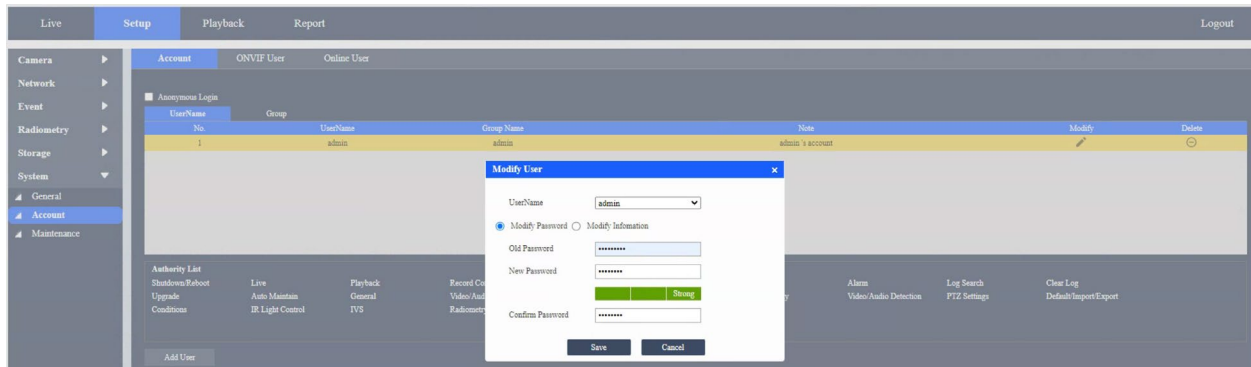 Live Setup Playback Report Logout
Camera Account ONVIF User Online User
Network
Anonymous Login
Event UserName Group
Radiometry No. UserName Group Name Note Modify Delete
1 admin admin admin 's account
Storage
System
General
Account
Maintenance
Modify User
UserName admin
Modify Password Modify Infomation
Old Password •••••••••
New Password ••••••••
Strong
Confirm Password ••••••••
Save Cancel
Authority List
Shutdown/Reboot Live Playback Alarm Log Search Clear Log
Upgrade Auto Maintain General Video/Audio Detection PTZ Settings Default/Import/Export
Conditions IR Light Control IVS
Add User